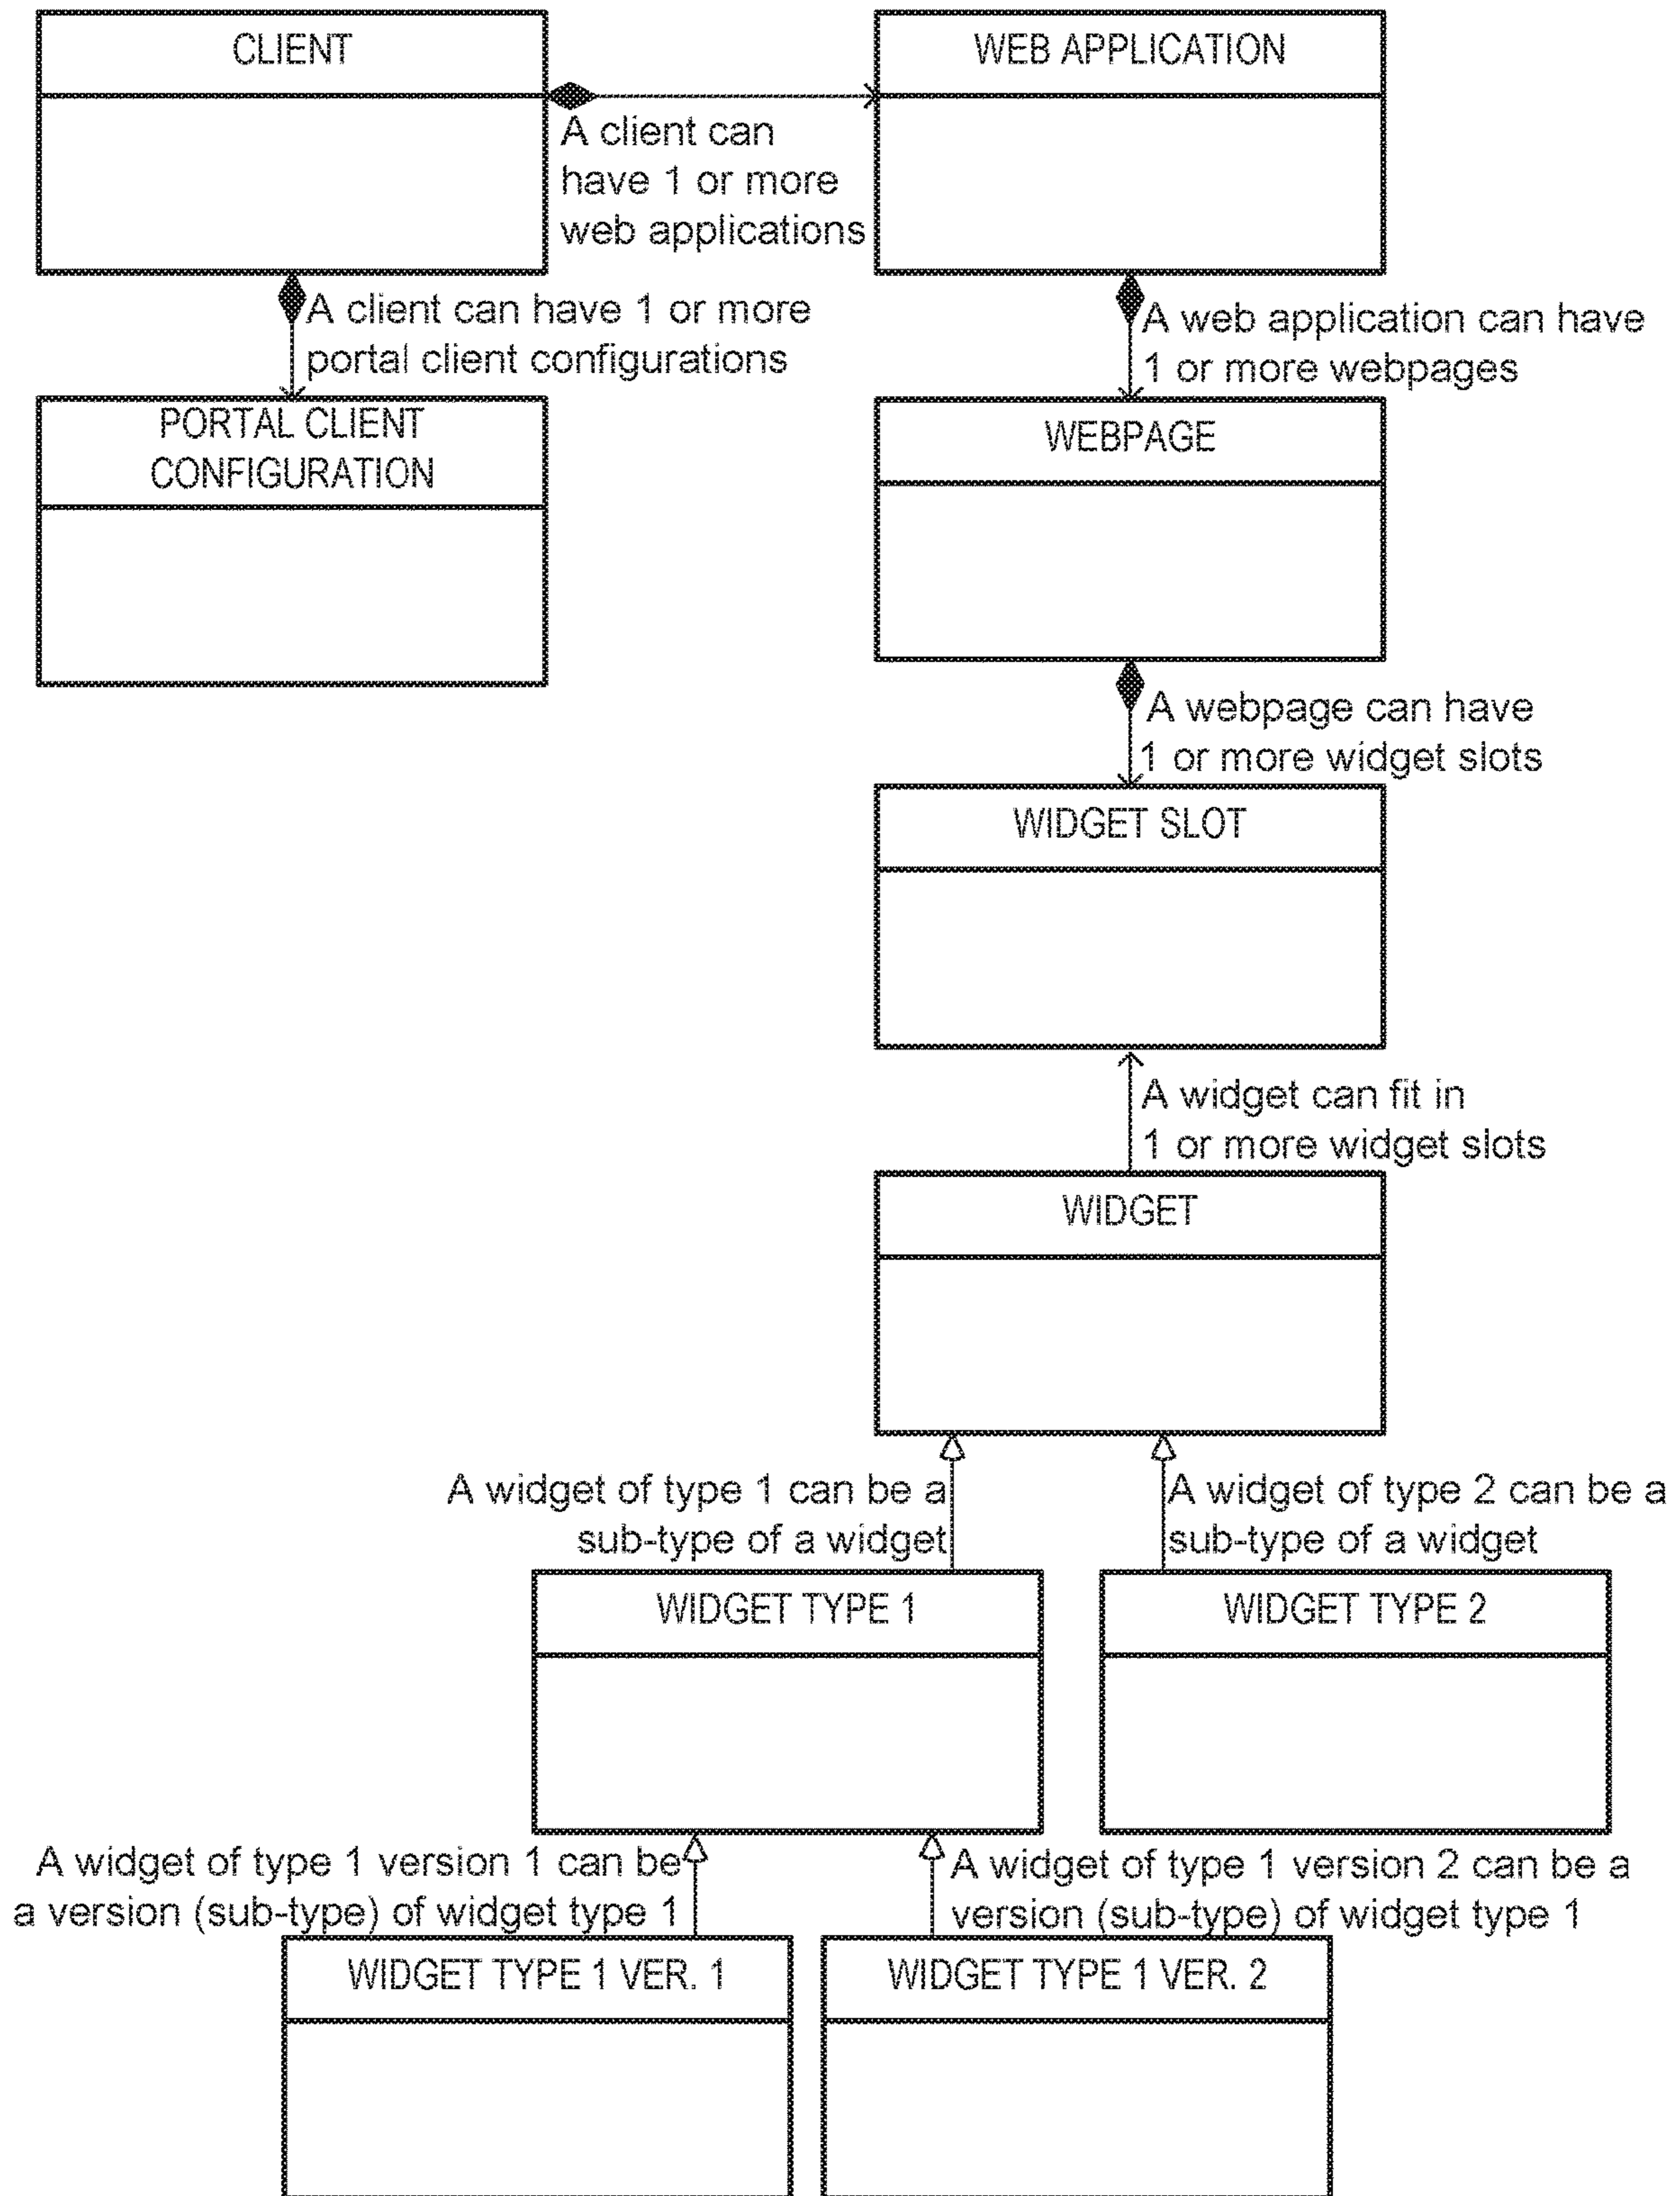 CLIENT
WEB APPLICATION
A client can
have 1 or more
web applications
A client can have 1 or more
portal client configurations
A web application can have
1 or more webpages
PORTAL CLIENT
CONFIGURATION
WEBPAGE
A webpage can have
1 or more widget slots
WIDGET SLOT
A widget can fit in
1 or more widget slots
WIDGET
A widget of type 1 can be a
sub-type of a widget
A widget of type 2 can be a
sub-type of a widget
WIDGET TYPE 1
WIDGET TYPE 2
A widget of type 1 version 1 can be
a version (sub-type) of widget type 1
A widget of type 1 version 2 can be a
version (sub-type) of widget type 1
WIDGET TYPE 1 VER. 1
WIDGET TYPE 1 VER. 2